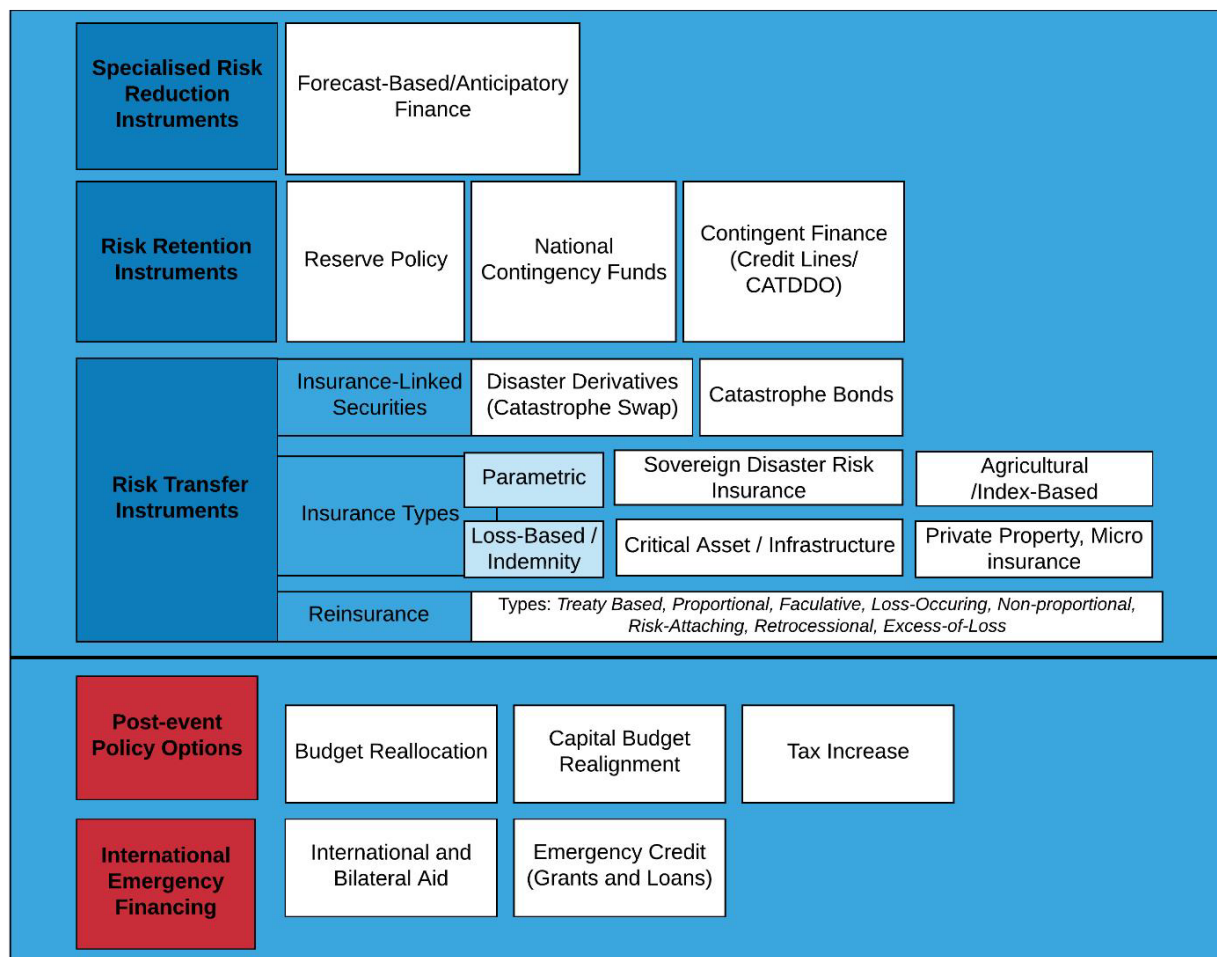 Specialised Risk
Reduction
Instruments
Forecast-Based/Anticipatory
Finance
Risk Retention
Instruments
Reserve Policy
National
Contingency Funds
Contingent Finance
(Credit Lines/
CATDDO)
Risk Transfer
Instruments
Insurance-Linked
Securities
Disaster Derivatives
(Catastrophe Swap)
Catastrophe Bonds
Insurance Types
Parametric
Sovereign Disaster Risk
Insurance
Agricultural
/Index-Based
Loss-Based /
Indemnity
Critical Asset / Infrastructure
Private Property, Micro
insurance
Reinsurance
Types: Treaty Based, Proportional, Faculative, Loss-Occuring, Non-proportional,
Risk-Attaching, Retrocessional, Excess-of-Loss
Post-event
Policy Options
Budget Reallocation
Capital Budget
Realignment
Tax Increase
International
Emergency
Financing
International and
Bilateral Aid
Emergency Credit
(Grants and Loans)